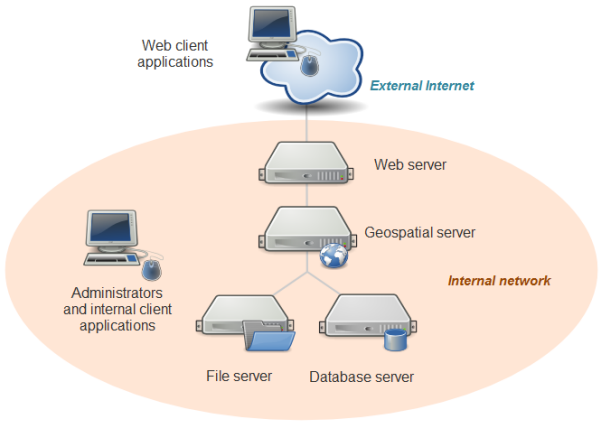 Web client
applications
External Internet
Web server
Geospatial server
Internal network
Administrators
and internal client
applications
File server
Database server